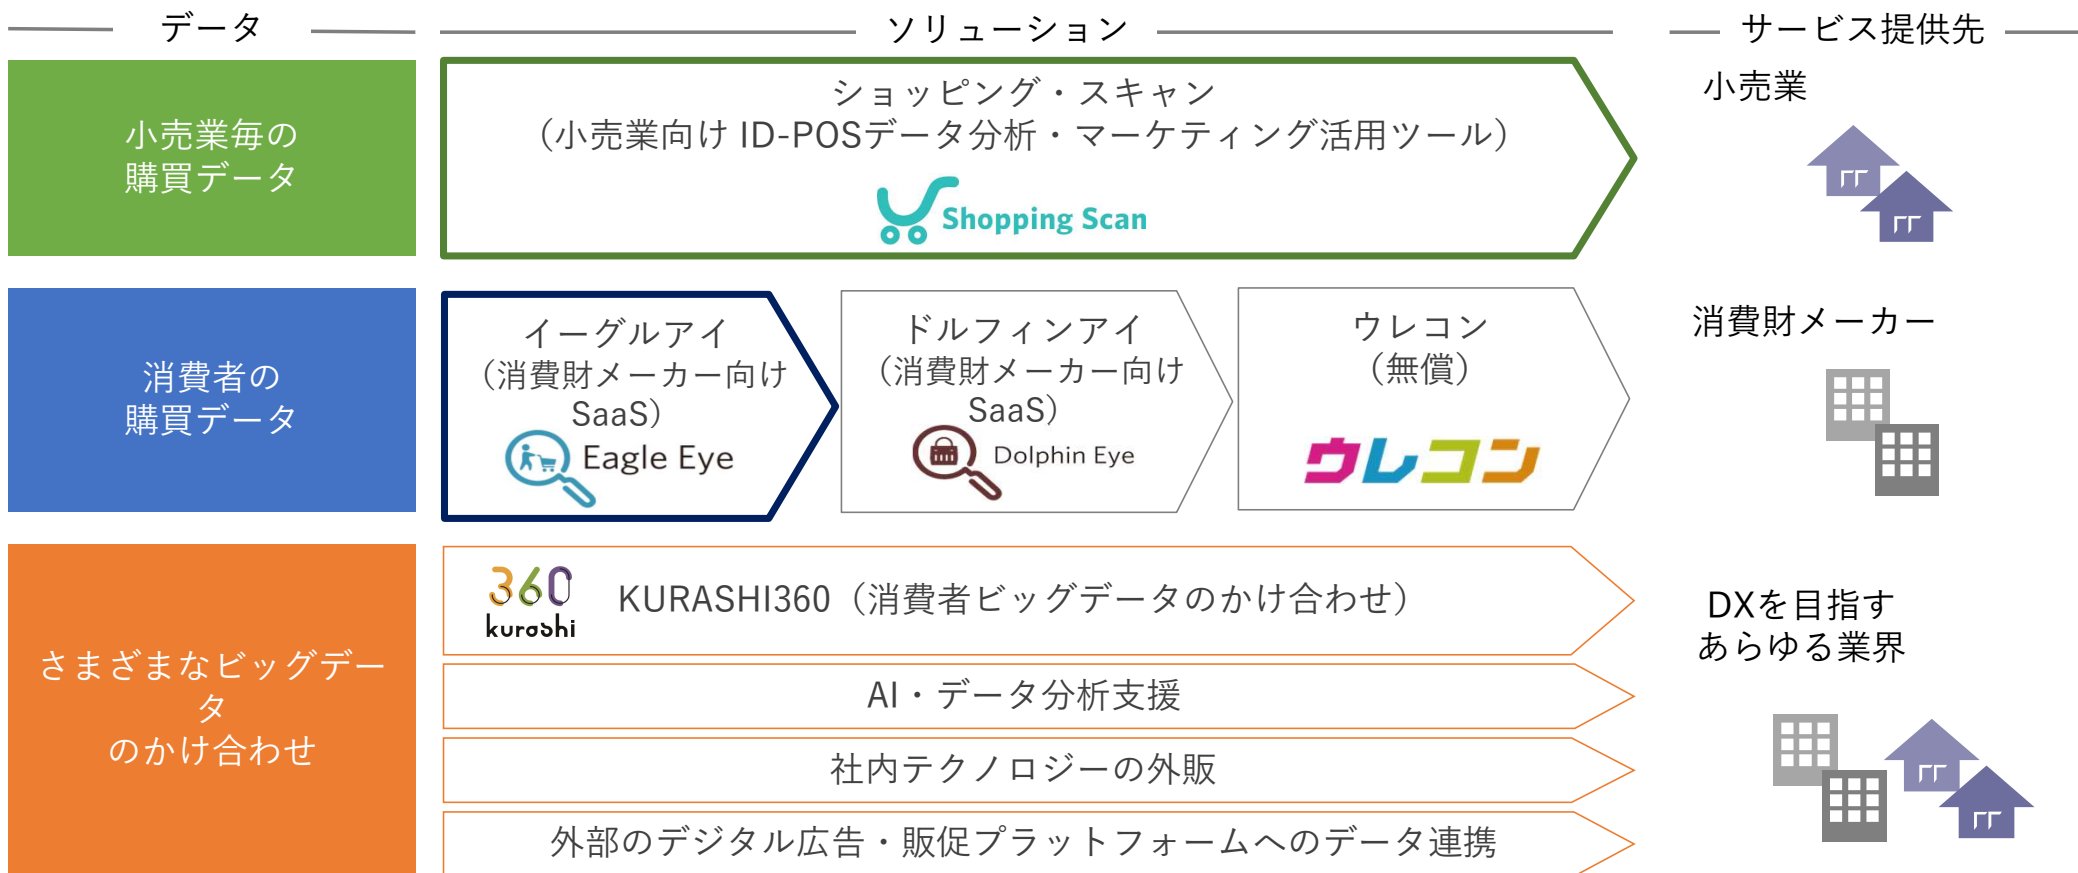 データ
ソリューション
サービス提供先
小売業毎の
購買データ
ショッピング・スキャン
（小売業向け ID-POSデータ分析・マーケティング活用ツール）
Shopping Scan
小売業
消費者の
購買データ
イーグルアイ
（消費財メーカー向け
SaaS）
Eagle Eye
ドルフィンアイ
（消費財メーカー向け
SaaS）
Dolphin Eye
ウレコン
（無償）
ウレコン
消費財メーカー
さまざまなビッグデー
タ
のかけ合わせ
360
kurashi
KURASHI360（消費者ビッグデータのかけ合わせ）
AI・データ分析支援
社内テクノロジーの外販
外部のデジタル広告・販促プラットフォームへのデータ連携
DXを目指す
あらゆる業界